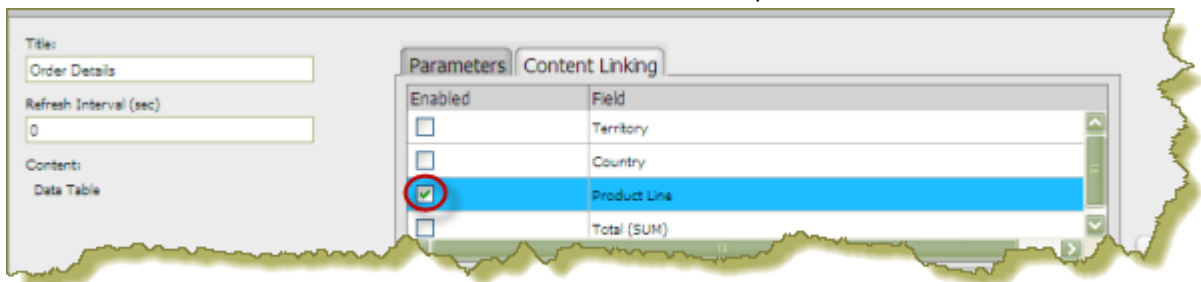 Title:
Order Details
Refresh Interval (sec)
0
Content:
Data Table
Parameters Content Linking
Enabled Field
Territory
Country
Product Line
Total (SUM)